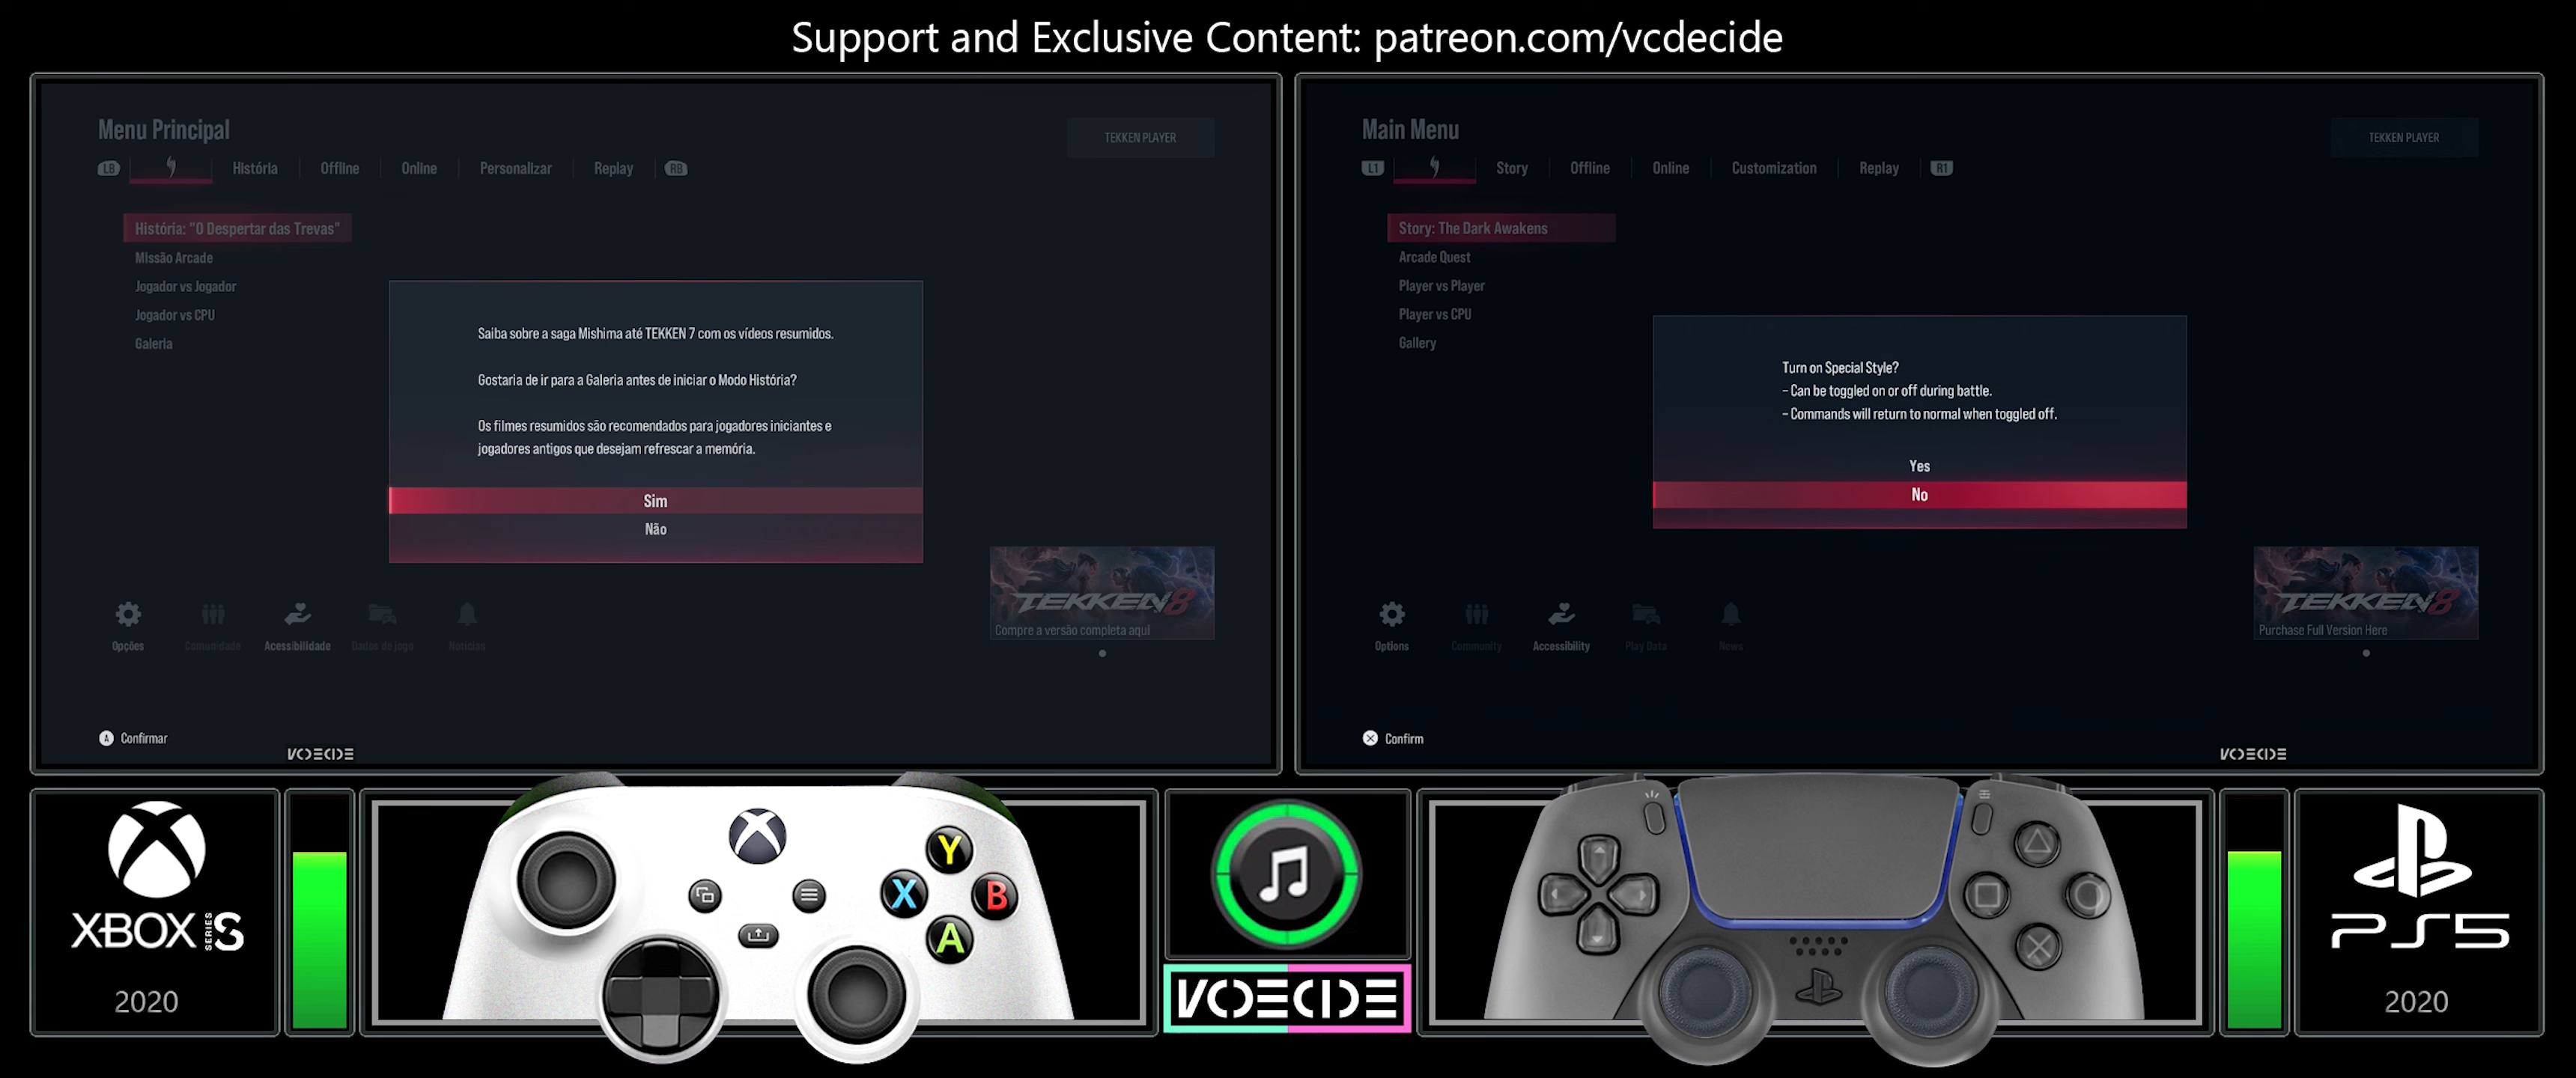 Support and Exclusive Content: patreon.com/vcdecide
Menu Principal
TEKKEN PLAYER
LB História Offline Online Personalizar Replay RB
História: "O Despertar das Trevas"
Missão Arcade
Jogador vs Jogador
Jogador vs CPU
Galeria
Saiba sobre a saga Mishima até TEKKEN 7 com os vídeos resumidos.
Gostaria de ir para a Galeria antes de iniciar o Modo História?
Os filmes resumidos são recomendados para jogadores iniciantes e
jogadores antigos que desejam refrescar a memória.
Sim
Não
TEKKEN 8
Compre a versão completa aqui
Opções Comunidade Acessibilidade Dados de jogo Notícias
A Confirmar
VCDECIDE
Main Menu
TEKKEN PLAYER
L1 Story Offline Online Customization Replay R1
Story: The Dark Awakens
Arcade Quest
Player vs Player
Player vs CPU
Gallery
Turn on Special Style?
– Can be toggled on or off during battle.
– Commands will return to normal when toggled off.
Yes
No
TEKKEN 8
Purchase Full Version Here
Options Community Accessibility Play Data News
Confirm
VCDECIDE
XBOX SERIES S
2020
Y
X
B
A
VCDECIDE
PS5
2020